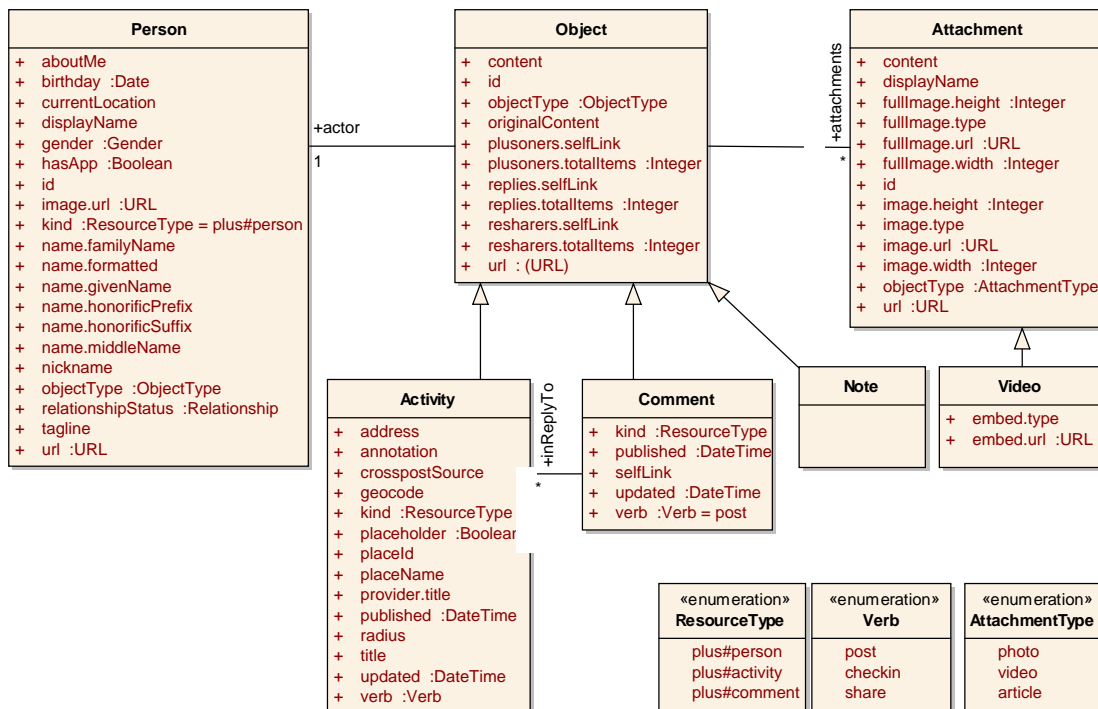 Person
+ aboutMe
+ birthday :Date
+ currentLocation
+ displayName
+ gender :Gender
+ hasApp :Boolean
+ id
+ image.url :URL
+ kind :ResourceType = plus#person
+ name.familyName
+ name.formatted
+ name.givenName
+ name.honorificPrefix
+ name.honorificSuffix
+ name.middleName
+ nickname
+ objectType :ObjectType
+ relationshipStatus :Relationship
+ tagline
+ url :URL
+actor
1
Object
+ content
+ id
+ objectType :ObjectType
+ originalContent
+ plusoners.selfLink
+ plusoners.totalItems :Integer
+ replies.selfLink
+ replies.totalItems :Integer
+ resharers.selfLink
+ resharers.totalItems :Integer
+ url : (URL)
+attachments
*
Attachment
+ content
+ displayName
+ fullImage.height :Integer
+ fullImage.type
+ fullImage.url :URL
+ fullImage.width :Integer
+ id
+ image.height :Integer
+ image.type
+ image.url :URL
+ image.width :Integer
+ objectType :AttachmentType
+ url :URL
Activity
+ address
+ annotation
+ crosspostSource
+ geocode
+ kind :ResourceType
+ placeholder :Boolean
+ placeId
+ placeName
+ provider.title
+ published :DateTime
+ radius
+ title
+ updated :DateTime
+ verb :Verb
+inReplyTo
*
Comment
+ kind :ResourceType
+ published :DateTime
+ selfLink
+ updated :DateTime
+ verb :Verb = post
Note
Video
+ embed.type
+ embed.url :URL
«enumeration»
ResourceType
plus#person
plus#activity
plus#comment
«enumeration»
Verb
post
checkin
share
«enumeration»
AttachmentType
photo
video
article